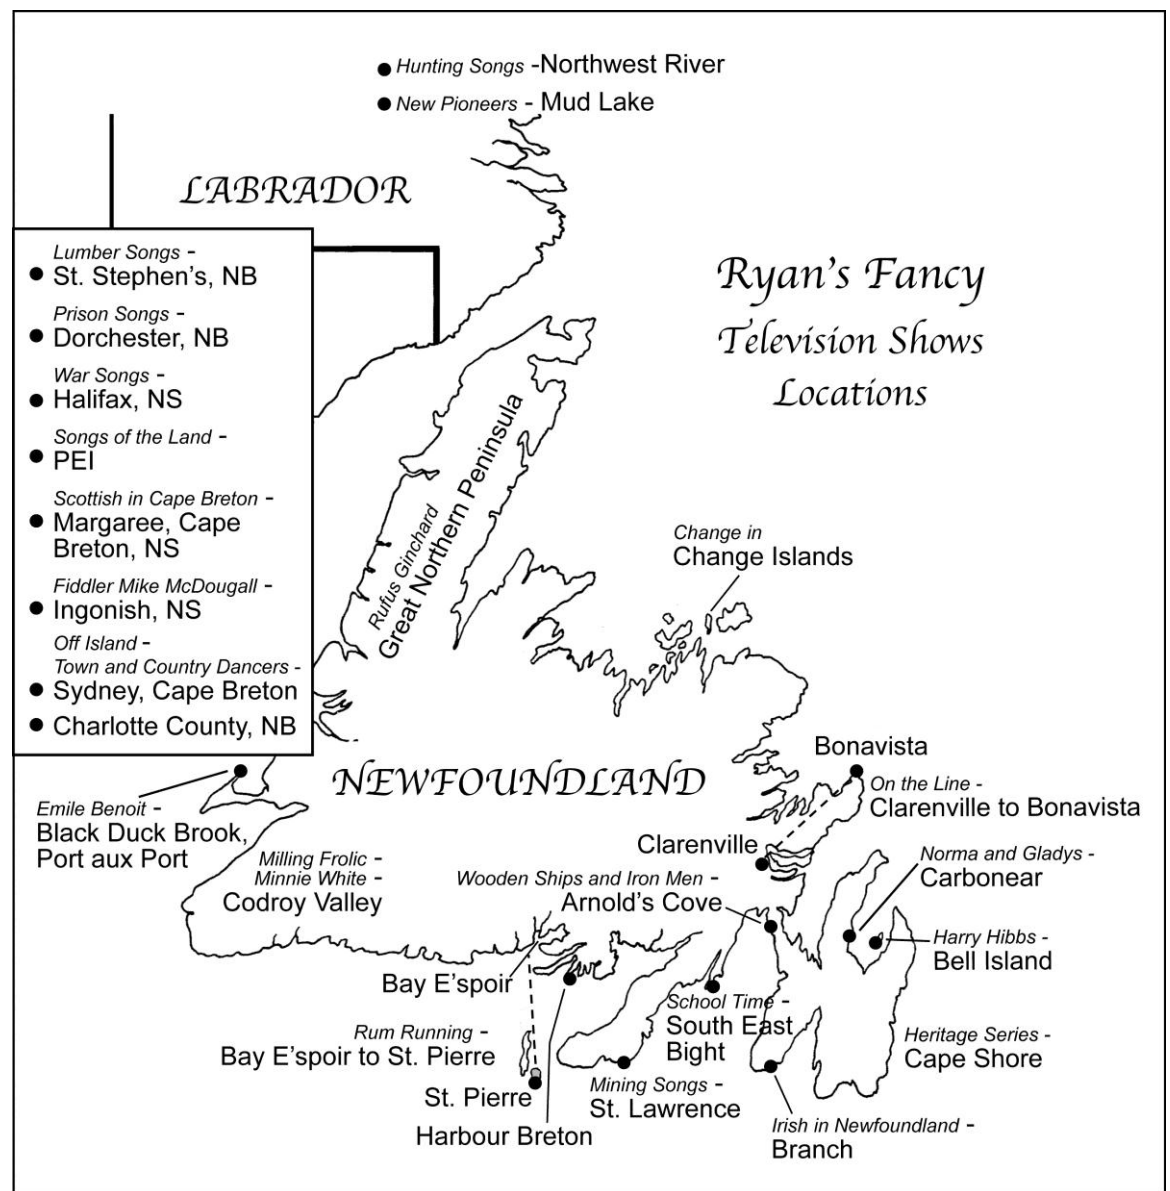 Hunting Songs -Northwest River
New Pioneers - Mud Lake
LABRADOR
Ryan's Fancy
Television Shows
Locations
Lumber Songs -
St. Stephen's, NB
Prison Songs -
Dorchester, NB
War Songs -
Halifax, NS
Songs of the Land -
PEI
Scottish in Cape Breton -
Margaree, Cape
Breton, NS
Fiddler Mike McDougall -
Ingonish, NS
Off Island -
Town and Country Dancers -
Sydney, Cape Breton
Charlotte County, NB
Rufus Ginchard
Great Northern Peninsula
Change in
Change Islands
NEWFOUNDLAND
Bonavista
On the Line -
Clarenville to Bonavista
Emile Benoit -
Black Duck Brook,
Port aux Port
Clarenville
Milling Frolic -
Minnie White -
Codroy Valley
Wooden Ships and Iron Men -
Arnold's Cove
Norma and Gladys -
Carbonear
Harry Hibbs -
Bell Island
Bay E'spoir
School Time -
South East
Bight
Rum Running -
Bay E'spoir to St. Pierre
Heritage Series -
Cape Shore
St. Pierre
Mining Songs -
St. Lawrence
Harbour Breton
Irish in Newfoundland -
Branch